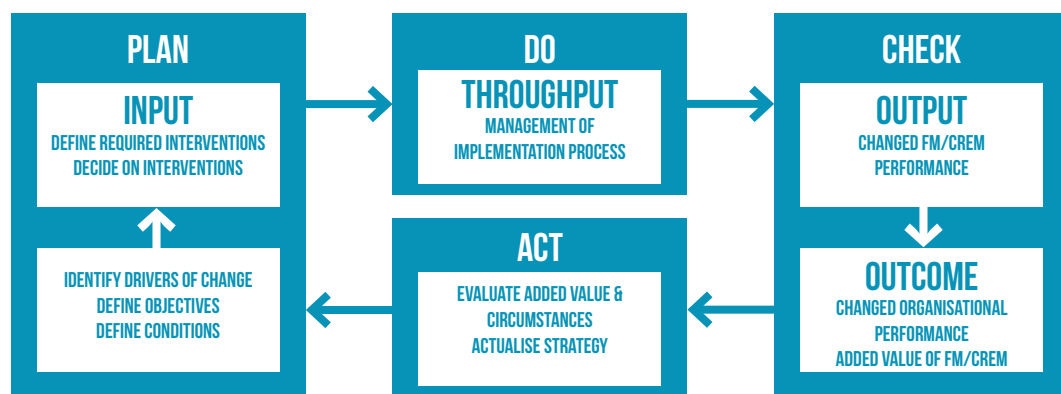 PLAN
INPUT
DEFINE REQUIRED INTERVENTIONS
DECIDE ON INTERVENTIONS
IDENTIFY DRIVERS OF CHANGE
DEFINE OBJECTIVES
DEFINE CONDITIONS
DO
THROUGHPUT
MANAGEMENT OF
IMPLEMENTATION PROCESS
CHECK
OUTPUT
CHANGED FM/CREM
PERFORMANCE
OUTCOME
CHANGED ORGANISATIONAL
PERFORMANCE
ADDED VALUE OF FM/CREM
ACT
EVALUATE ADDED VALUE &
CIRCUMSTANCES
ACTUALISE STRATEGY